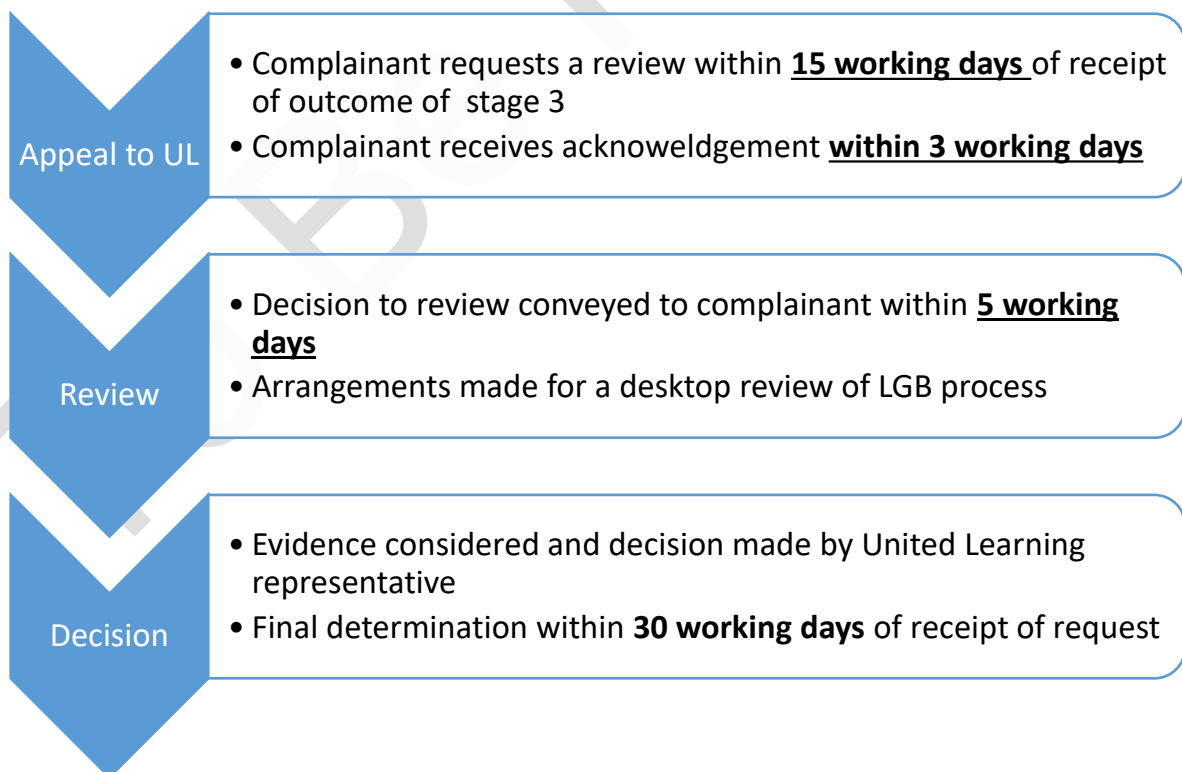 Appeal to UL
• Complainant requests a review within 15 working days of receipt
of outcome of stage 3
• Complainant receives acknoweldgement within 3 working days
Review
• Decision to review conveyed to complainant within 5 working
days
• Arrangements made for a desktop review of LGB process
Decision
• Evidence considered and decision made by United Learning
representative
• Final determination within 30 working days of receipt of request